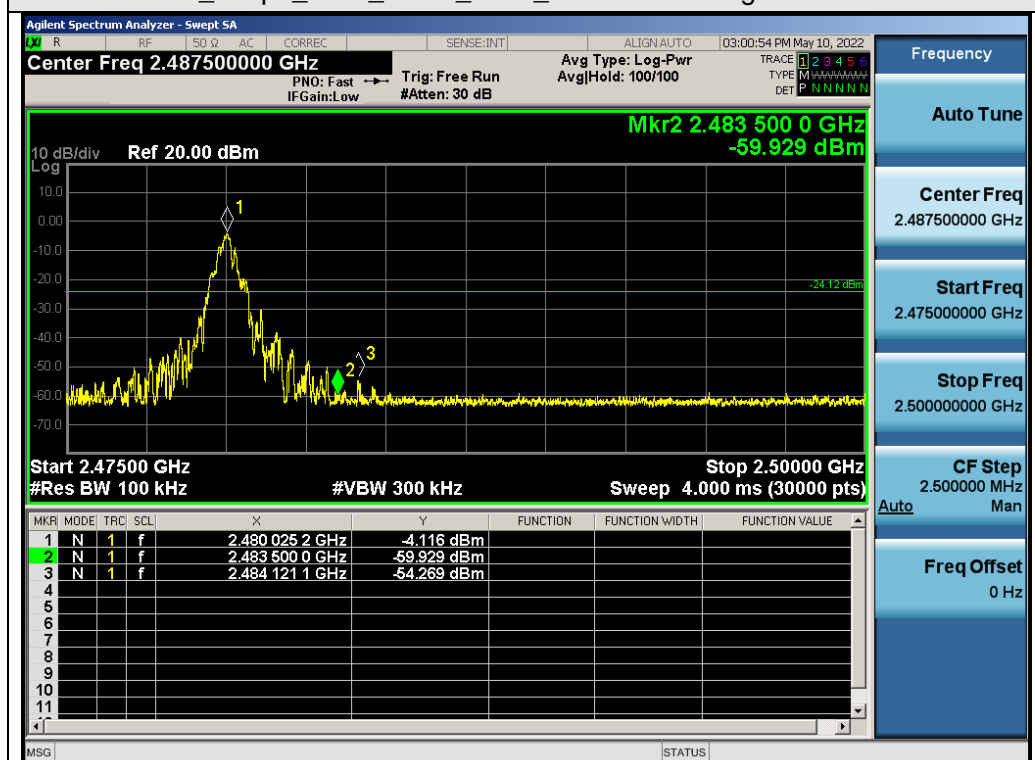 Agilent Spectrum Analyzer - Swept SA
LXI R RF 50 Ω AC CORREC SENSE:INT ALIGN AUTO 03:00:54 PM May 10, 2022
Center Freq 2.487500000 GHz
PNO: Fast
IFGain:Low
Trig: Free Run
#Atten: 30 dB
Avg Type: Log-Pwr
Avg|Hold: 100/100
TRACE 1 2 3 4 5 6
TYPE M
DET P N N N N N
Frequency
Auto Tune
Center Freq
2.487500000 GHz
Start Freq
2.475000000 GHz
Stop Freq
2.500000000 GHz
CF Step
2.500000 MHz
Auto Man
Freq Offset
0 Hz
Mkr2 2.483 500 0 GHz
-59.929 dBm
10 dB/div Ref 20.00 dBm
Log
10.0
0.00
-10.0
-20.0
-30.0
-40.0
-50.0
-60.0
-70.0
1
2
3
-24.12 dBm
Start 2.47500 GHz Stop 2.50000 GHz
#Res BW 100 kHz #VBW 300 kHz Sweep 4.000 ms (30000 pts)
MKR MODE TRC SCL X Y FUNCTION FUNCTION WIDTH FUNCTION VALUE
1 N 1 f 2.480 025 2 GHz -4.116 dBm
2 N 1 f 2.483 500 0 GHz -59.929 dBm
3 N 1 f 2.484 121 1 GHz -54.269 dBm
4
5
6
7
8
9
10
11
MSG STATUS